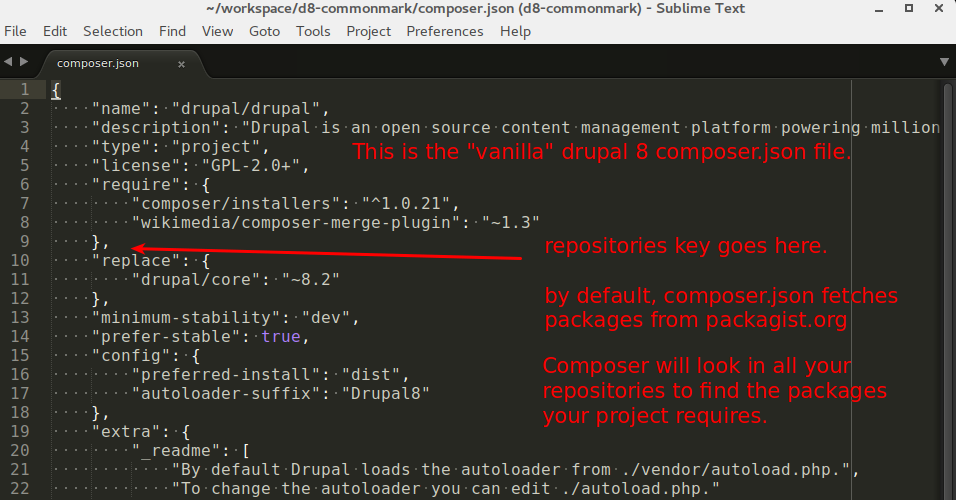 ~/workspace/d8-commonmark/composer.json (d8-commonmark) - Sublime Text
File Edit Selection Find View Goto Tools Project Preferences Help
composer.json ×
1 {
2 "name": "drupal/drupal",
3 "description": "Drupal is an open source content management platform powering million
4 "type": "project",
This is the "vanilla" drupal 8 composer.json file.
5 "license": "GPL-2.0+",
6 "require": {
7 "composer/installers": "^1.0.21",
8 "wikimedia/composer-merge-plugin": "~1.3"
9 },
repositories key goes here.
10 "replace": {
11 "drupal/core": "~8.2"
12 },
by default, composer.json fetches
packages from packagist.org
13 "minimum-stability": "dev",
14 "prefer-stable": true,
15 "config": {
16 "preferred-install": "dist",
17 "autoloader-suffix": "Drupal8"
18 },
Composer will look in all your
repositories to find the packages
your project requires.
19 "extra": {
20 "_readme": [
21 "By default Drupal loads the autoloader from ./vendor/autoload.php.",
22 "To change the autoloader you can edit ./autoload.php."